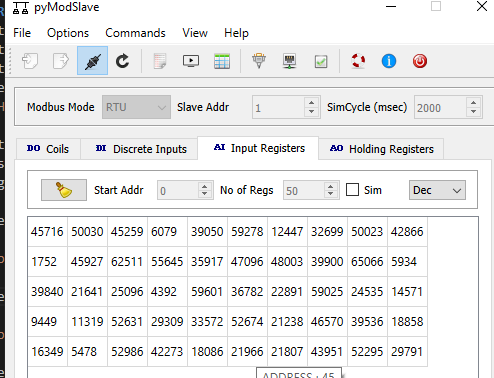 pyModSlave
File Options Commands View Help
Modbus Mode RTU Slave Addr 1 SimCycle (msec) 2000
DO Coils DI Discrete Inputs AI Input Registers AO Holding Registers
Start Addr 0 No of Regs 50 Sim Dec
45716 50030 45259 6079 39050 59278 12447 32699 50023 42866
1752 45927 62511 55645 35917 47096 48003 39900 65066 5934
39840 21641 25096 4392 59601 36782 22891 59025 24535 14571
9449 11319 52631 29309 33572 52674 21238 46570 39536 18858
16349 5478 52986 42273 18086 21966 21807 43951 52295 29791
ADDRESS : 45